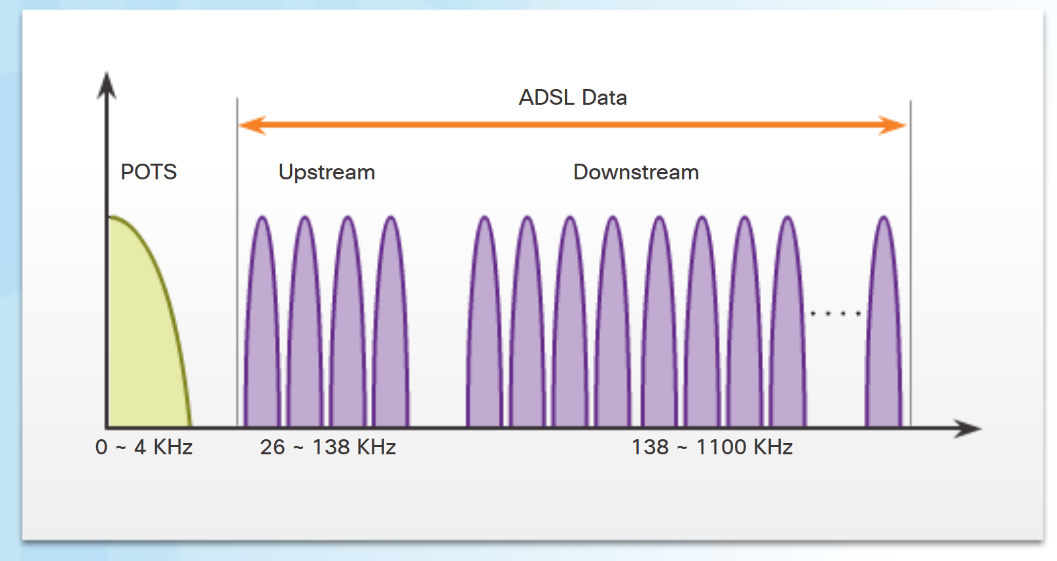 ADSL Data
POTS
Upstream
Downstream
0 ~ 4 KHz
26 ~ 138 KHz
138 ~ 1100 KHz